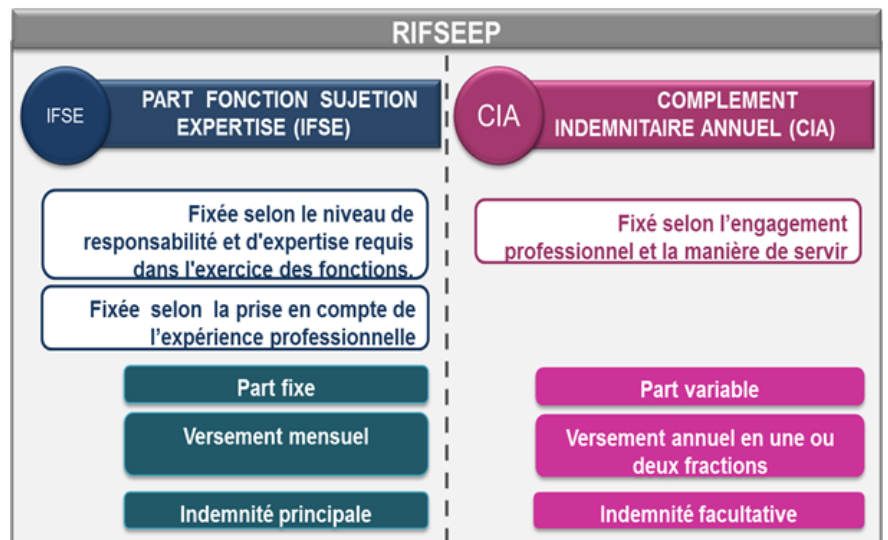 RIFSEEP
IFSE
PART FONCTION SUJETION
EXPERTISE (IFSE)
Fixée selon le niveau de
responsabilité et d'expertise requis
dans l'exercice des fonctions.
Fixée selon la prise en compte de
l’expérience professionnelle
Part fixe
Versement mensuel
Indemnité principale
CIA
COMPLEMENT
INDEMNITAIRE ANNUEL (CIA)
Fixé selon l’engagement
professionnel et la manière de servir
Part variable
Versement annuel en une ou
deux fractions
Indemnité facultative